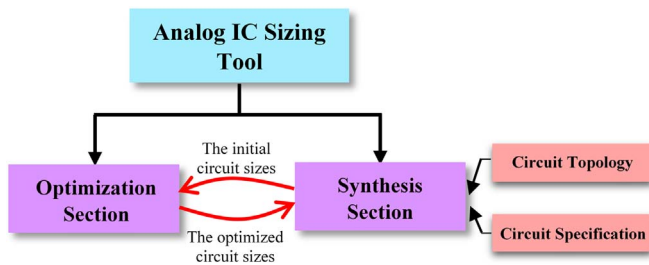 Analog IC Sizing
Tool
The initial
circuit sizes
Optimization
Section
Synthesis
Section
Circuit Topology
Circuit Specification
The optimized
circuit sizes